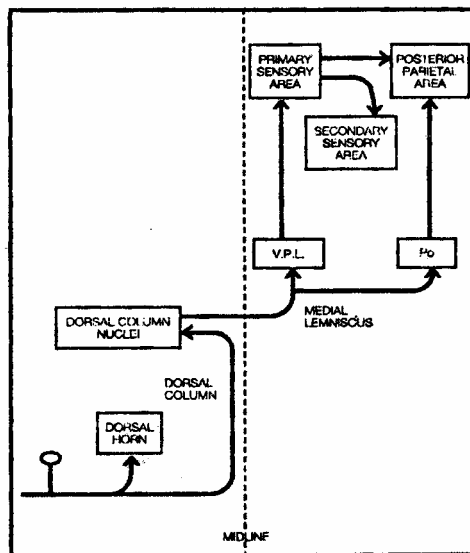 PRIMARY
SENSORY
AREA
POSTERIOR
PARIETAL
AREA
SECONDARY
SENSORY
AREA
V.P.L.
Po
MEDIAL
LEMNISCUS
DORSAL COLUMN
NUCLEI
DORSAL
COLUMN
DORSAL
HORN
MIDLINE